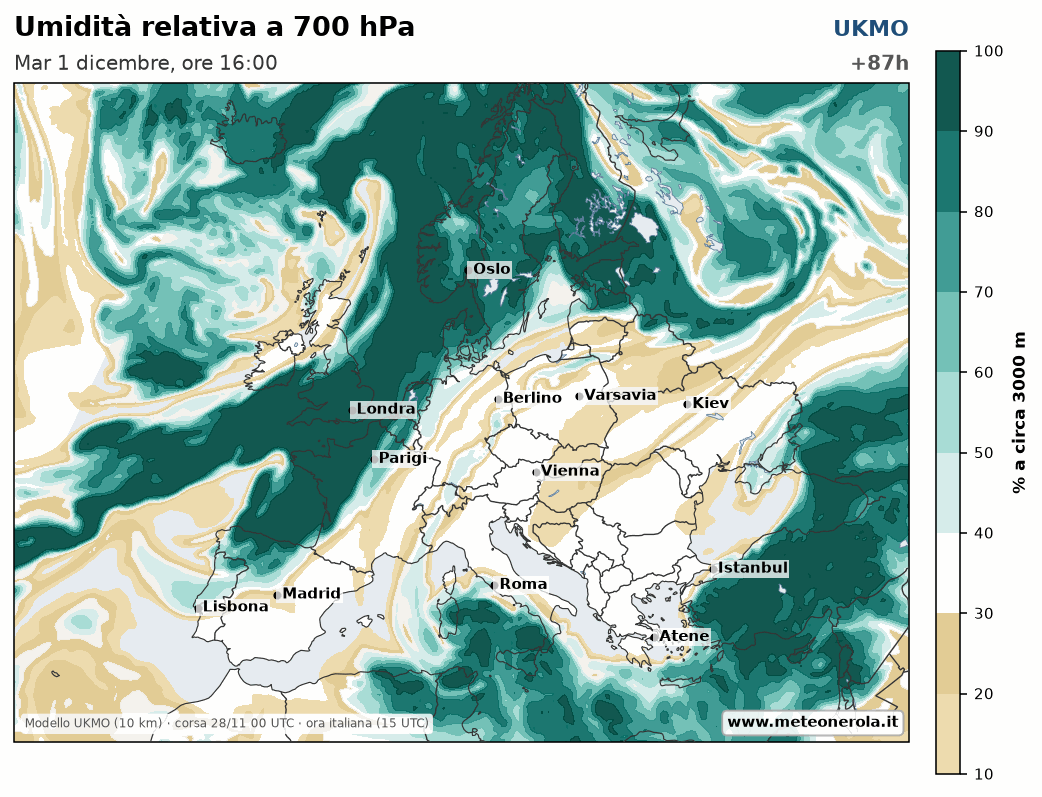 Umidità relativa a 700 hPa
UKMO
Mar 1 dicembre, ore 16:00
+87h
100
90
80
70
60
50
40
30
20
10
% a circa 3000 m
Oslo
Berlino
Varsavia
Kiev
Londra
Parigi
Vienna
Istanbul
Roma
Madrid
Lisbona
Atene
Modello UKMO (10 km) · corsa 28/11 00 UTC · ora italiana (15 UTC)
www.meteonerola.it